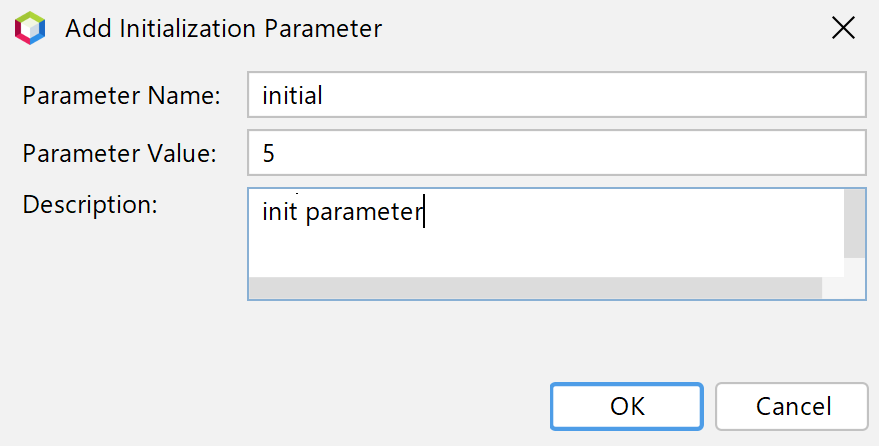 Add Initialization Parameter
Parameter Name: initial
Parameter Value: 5
Description: init parameter
OK Cancel